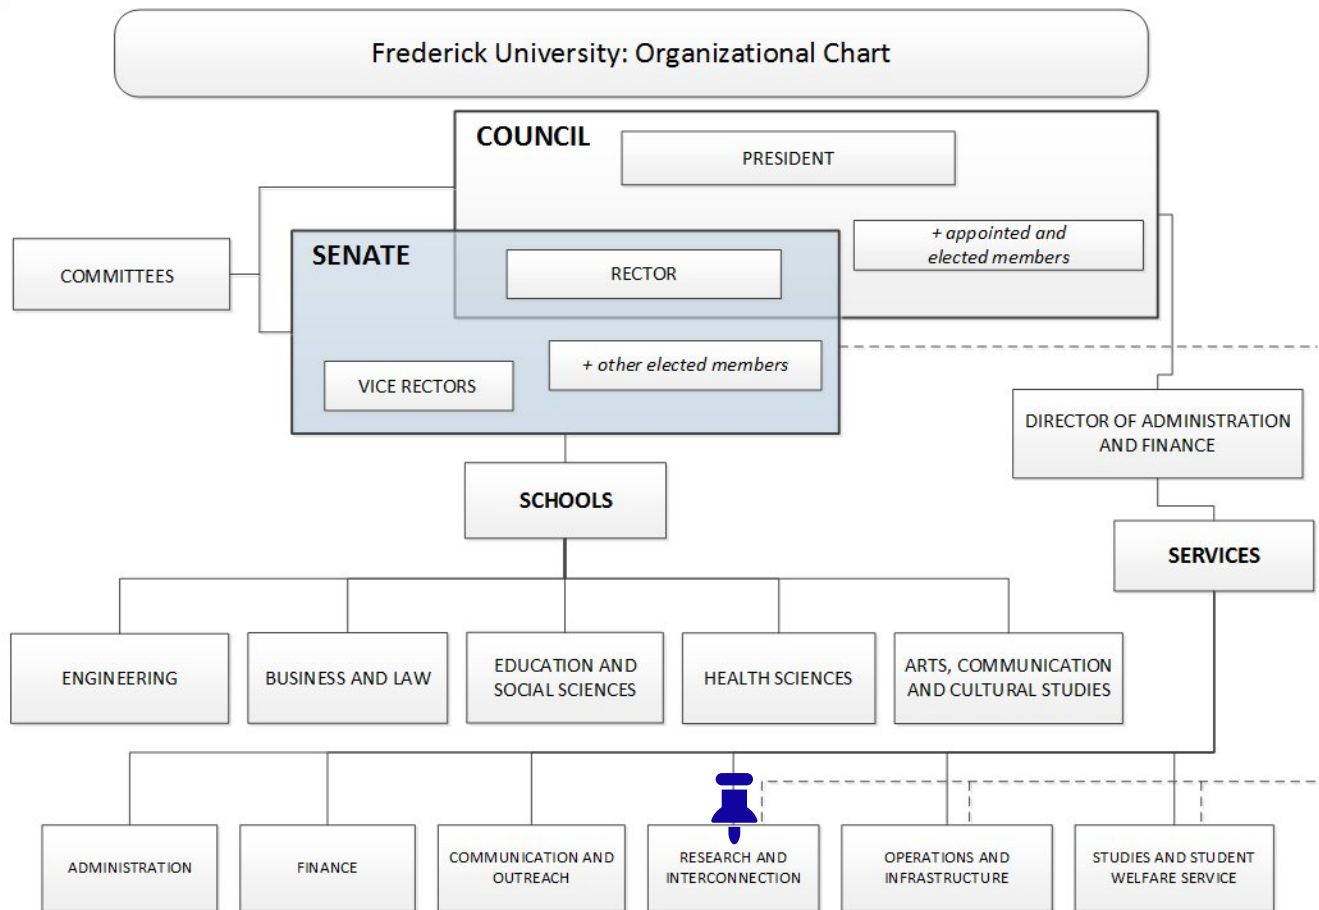 Frederick University: Organizational Chart
COUNCIL
PRESIDENT
+ appointed and
elected members
SENATE
RECTOR
COMMITTEES
+ other elected members
VICE RECTORS
DIRECTOR OF ADMINISTRATION
AND FINANCE
SCHOOLS
SERVICES
ENGINEERING
BUSINESS AND LAW
EDUCATION AND
SOCIAL SCIENCES
HEALTH SCIENCES
ARTS, COMMUNICATION
AND CULTURAL STUDIES
ADMINISTRATION
FINANCE
COMMUNICATION AND
OUTREACH
RESEARCH AND
INTERCONNECTION
OPERATIONS AND
INFRASTRUCTURE
STUDIES AND STUDENT
WELFARE SERVICE